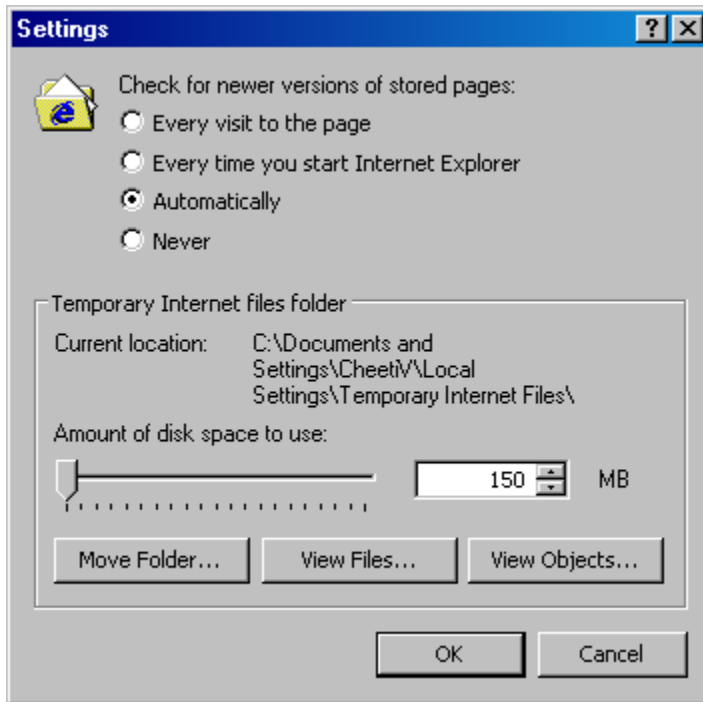 Settings
Check for newer versions of stored pages:
Every visit to the page
Every time you start Internet Explorer
Automatically
Never
Temporary Internet files folder
Current location: C:\Documents and
Settings\CheetiV\Local
Settings\Temporary Internet Files\
Amount of disk space to use:
150 MB
Move Folder... View Files... View Objects...
OK Cancel